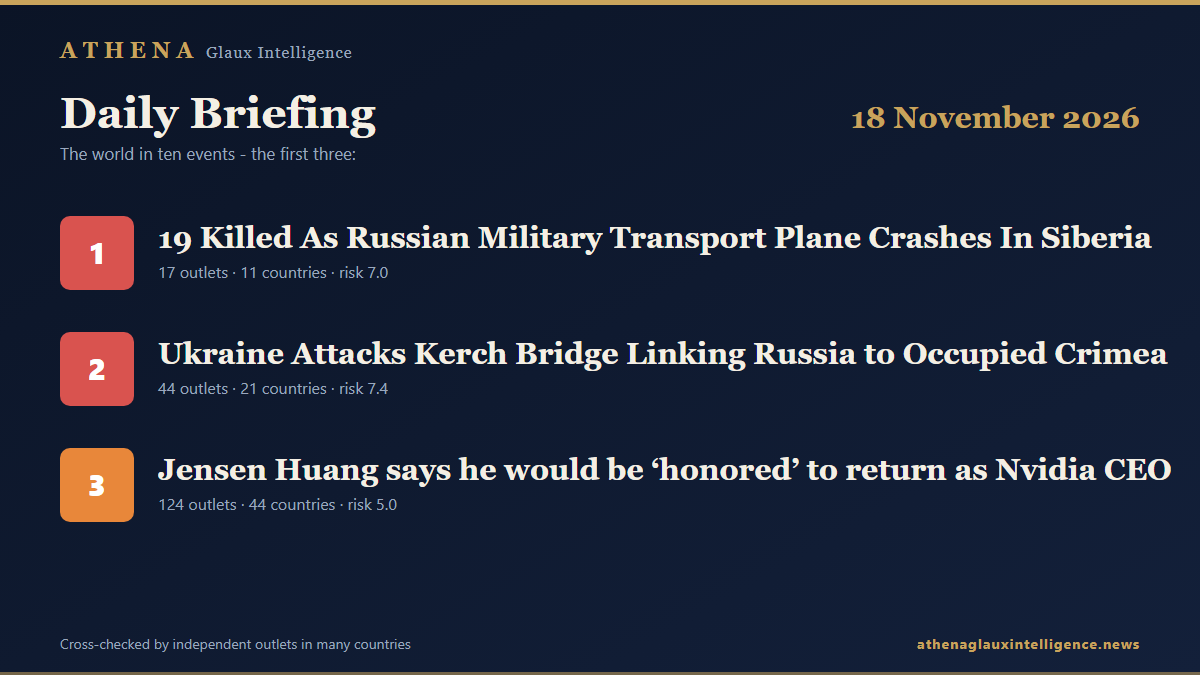 ATHENA Glaux Intelligence
Daily Briefing
18 November 2026
The world in ten events - the first three:
1
19 Killed As Russian Military Transport Plane Crashes In Siberia
17 outlets · 11 countries · risk 7.0
2
Ukraine Attacks Kerch Bridge Linking Russia to Occupied Crimea
44 outlets · 21 countries · risk 7.4
3
Jensen Huang says he would be ‘honored’ to return as Nvidia CEO
124 outlets · 44 countries · risk 5.0
Cross-checked by independent outlets in many countries
athenaglauxintelligence.news